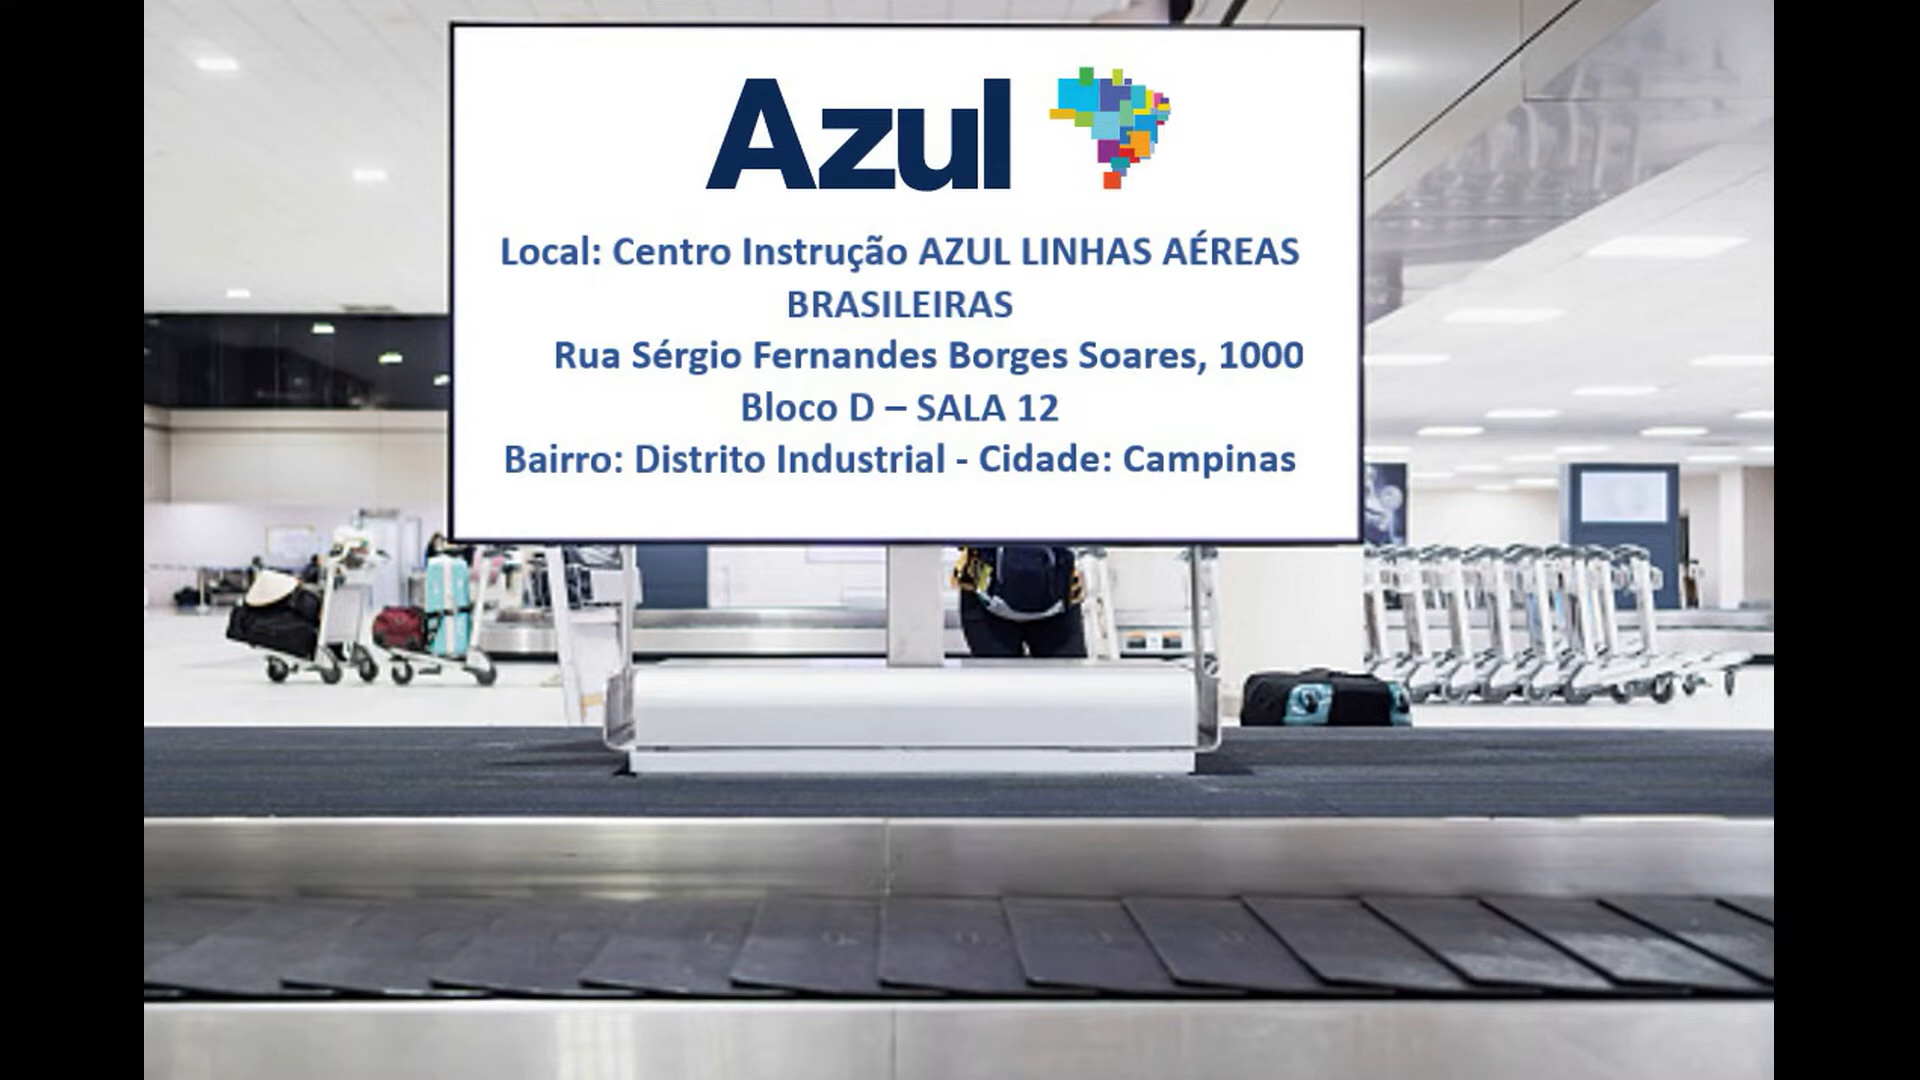 Azul
Local: Centro Instrução AZUL LINHAS AÉREAS
BRASILEIRAS
Rua Sérgio Fernandes Borges Soares, 1000
Bloco D – SALA 12
Bairro: Distrito Industrial - Cidade: Campinas